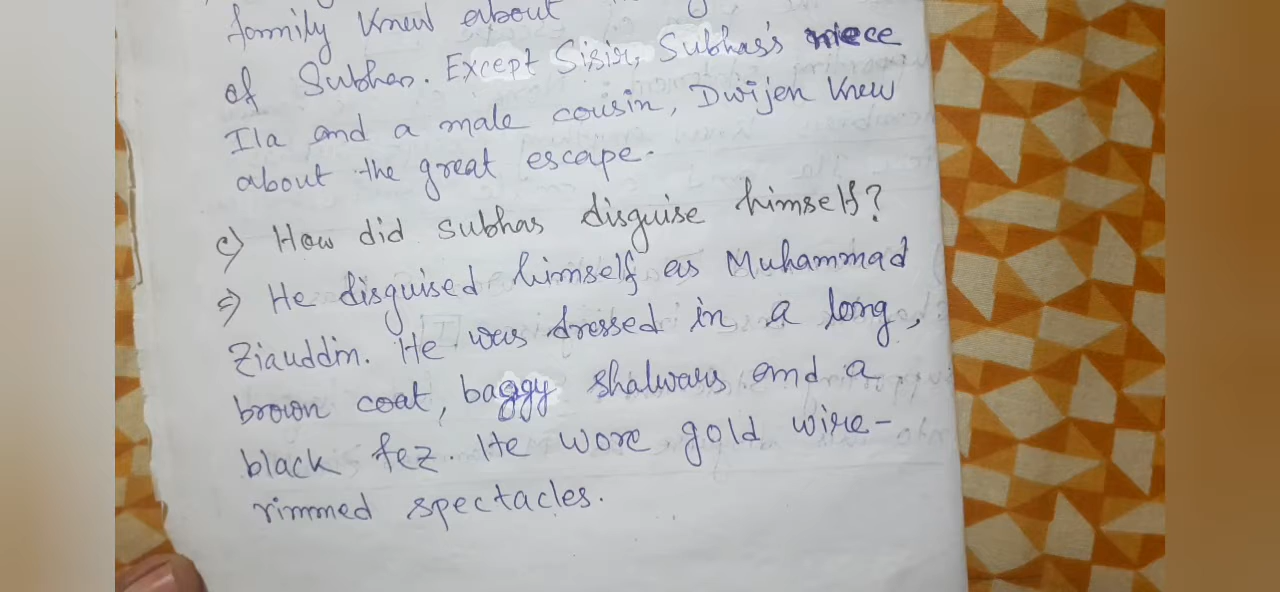 family knew about
of Subhas. Except Sisir, Subhas's niece
Ila and a male cousin, Dwijen knew
about the great escape.
c) How did subhas disguise himself?
c) He disguised himself as Muhammad
Ziauddin. He was dressed in a long,
brown coat, baggy shalwars and a
black fez. He wore gold wire-
rimmed spectacles.